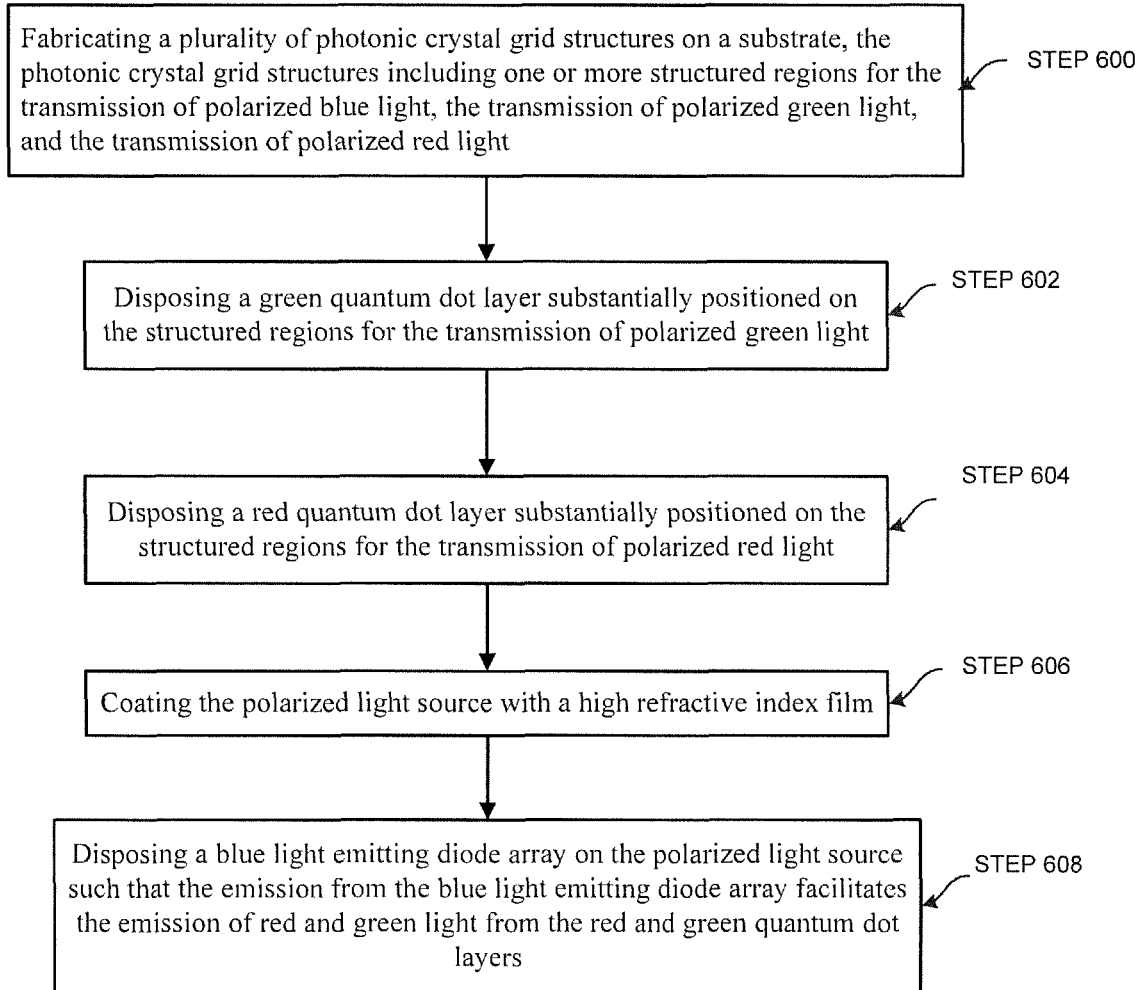 Fabricating a plurality of photonic crystal grid structures on a substrate, the
photonic crystal grid structures including one or more structured regions for the
transmission of polarized blue light, the transmission of polarized green light,
and the transmission of polarized red light
STEP 600
Disposing a green quantum dot layer substantially positioned on
the structured regions for the transmission of polarized green light
STEP 602
Disposing a red quantum dot layer substantially positioned on the
structured regions for the transmission of polarized red light
STEP 604
Coating the polarized light source with a high refractive index film
STEP 606
Disposing a blue light emitting diode array on the polarized light source
such that the emission from the blue light emitting diode array facilitates
the emission of red and green light from the red and green quantum dot
layers
STEP 608